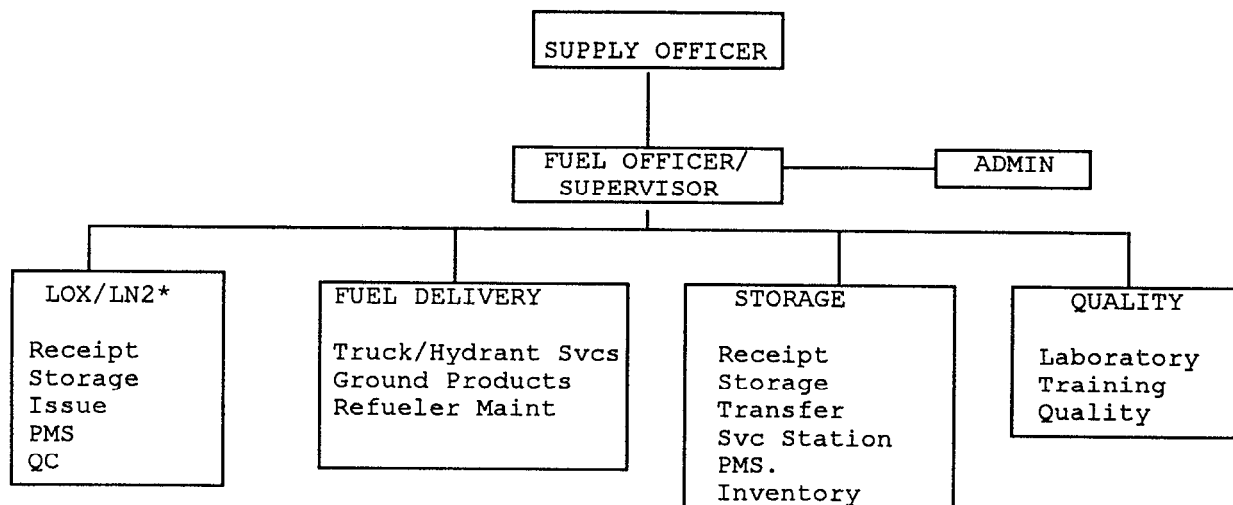 SUPPLY OFFICER
FUEL OFFICER/
SUPERVISOR
ADMIN
LOX/LN2*
Receipt
Storage
Issue
PMS
QC
FUEL DELIVERY
Truck/Hydrant Svcs
Ground Products
Refueler Maint
STORAGE
Receipt
Storage
Transfer
Svc Station
PMS.
Inventory
QUALITY
Laboratory
Training
Quality